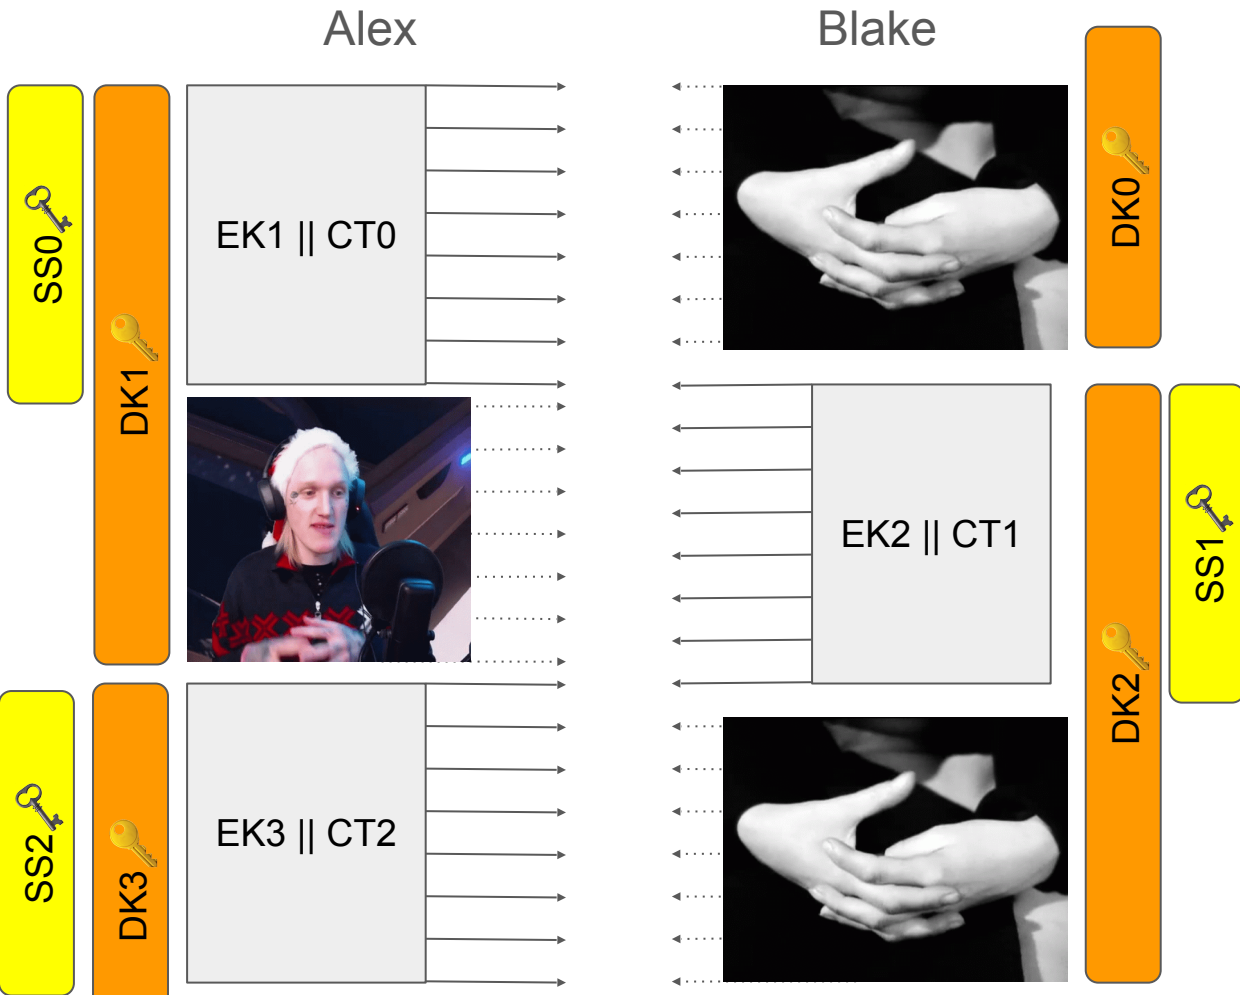 Alex
Blake
SS0
DK1
EK1 || CT0
DK0
EK2 || CT1
DK2
SS1
SS2
DK3
EK3 || CT2